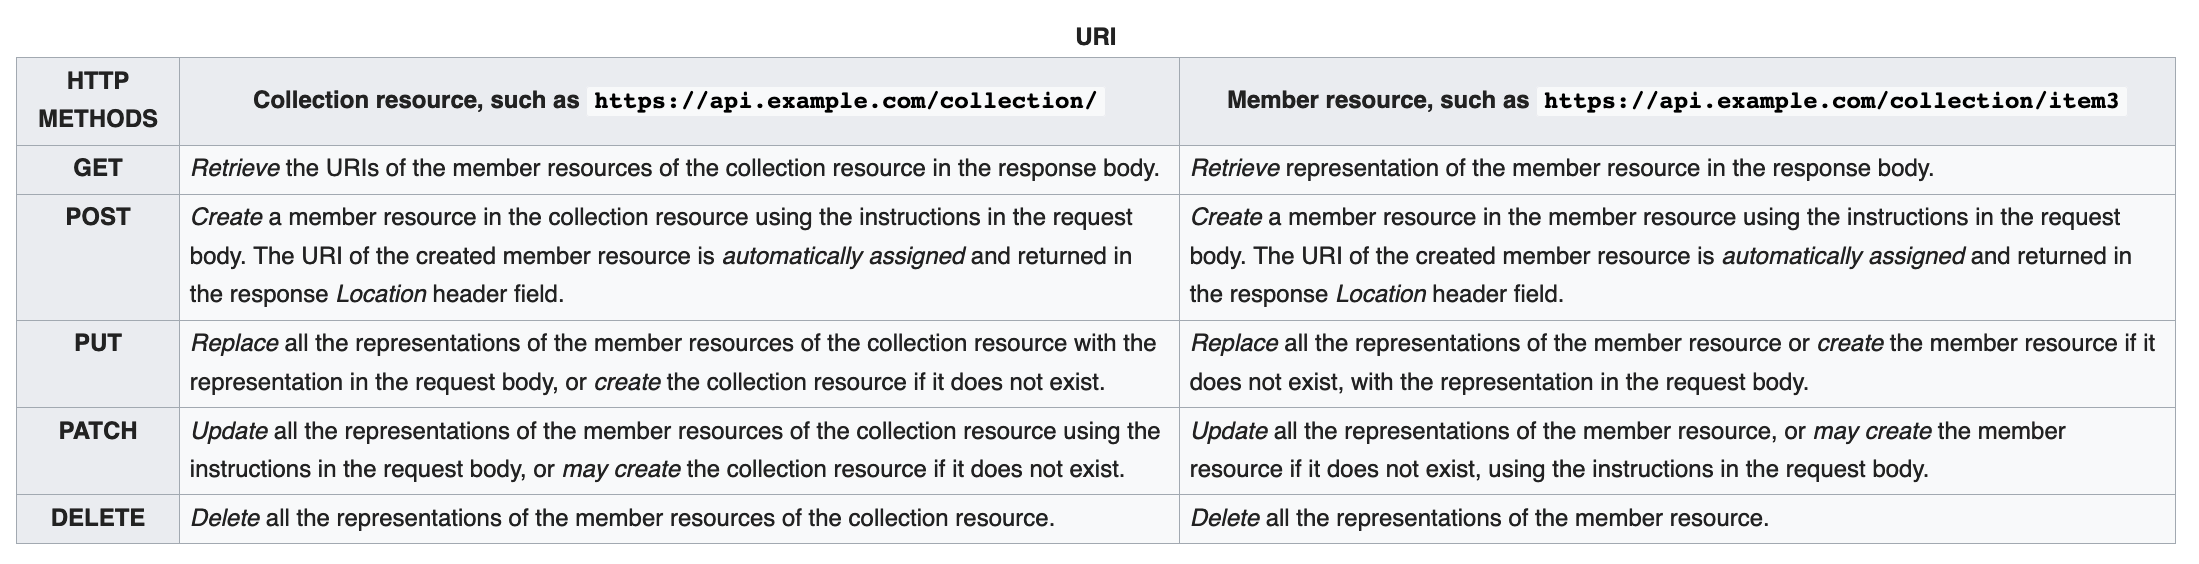 URI
HTTP
METHODS
Collection resource, such as https://api.example.com/collection/
Member resource, such as https://api.example.com/collection/item3
GET
Retrieve the URIs of the member resources of the collection resource in the response body.
Retrieve representation of the member resource in the response body.
POST
Create a member resource in the collection resource using the instructions in the request
body. The URI of the created member resource is automatically assigned and returned in
the response Location header field.
Create a member resource in the member resource using the instructions in the request
body. The URI of the created member resource is automatically assigned and returned in
the response Location header field.
PUT
Replace all the representations of the member resources of the collection resource with the
representation in the request body, or create the collection resource if it does not exist.
Replace all the representations of the member resource or create the member resource if it
does not exist, with the representation in the request body.
PATCH
Update all the representations of the member resources of the collection resource using the
instructions in the request body, or may create the collection resource if it does not exist.
Update all the representations of the member resource, or may create the member
resource if it does not exist, using the instructions in the request body.
DELETE
Delete all the representations of the member resources of the collection resource.
Delete all the representations of the member resource.